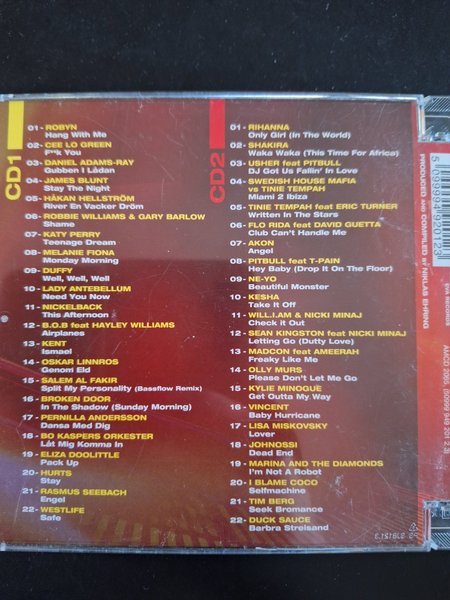 CD1
01- ROBYN
Hang With Me
02- CEE LO GREEN
F**k You
03- DANIEL ADAMS-RAY
Gubben I Lådan
04- JAMES BLUNT
Stay The Night
05- HÅKAN HELLSTRÖM
River En Vacker Dröm
06- ROBBIE WILLIAMS & GARY BARLOW
Shame
07- KATY PERRY
Teenage Dream
08- MELANIE FIONA
Monday Morning
09- DUFFY
Well, Well, Well
10- LADY ANTEBELLUM
Need You Now
11- NICKELBACK
This Afternoon
12- B.O.B feat HAYLEY WILLIAMS
Airplanes
13- KENT
Ismael
14- OSKAR LINNROS
Genom Eld
15- SALEM AL FAKIR
Split My Personality (Baseflow Remix)
16- BROKEN DOOR
In The Shadow (Sunday Morning)
17- PERNILLA ANDERSSON
Dansa Med Dig
18- BO KASPERS ORKESTER
Låt Mig Komma In
19- ELIZA DOOLITTLE
Pack Up
20- HURTS
Stay
21- RASMUS SEEBACH
Engel
22- WESTLIFE
Safe
CD2
01- RIHANNA
Only Girl (In The World)
02- SHAKIRA
Waka Waka (This Time For Africa)
03- USHER feat PITBULL
DJ Got Us Fallin' In Love
04- SWEDISH HOUSE MAFIA
vs TINIE TEMPAH
Miami 2 Ibiza
05- TINIE TEMPAH feat ERIC TURNER
Written In The Stars
06- FLO RIDA feat DAVID GUETTA
Club Can't Handle Me
07- AKON
Angel
08- PITBULL feat T-PAIN
Hey Baby (Drop It On The Floor)
09- NE-YO
Beautiful Monster
10- KESHA
Take It Off
11- WILL.I.AM & NICKI MINAJ
Check it Out
12- SEAN KINGSTON feat NICKI MINAJ
Letting Go (Dutty Love)
13- MADCON feat AMEERAH
Freaky Like Me
14- OLLY MURS
Please Don't Let Me Go
15- KYLIE MINOGUE
Get Outta My Way
16- VINCENT
Baby Hurricane
17- LISA MISKOVSKY
Lover
18- JOHNOSSI
Dead End
19- MARINA AND THE DIAMONDS
I'm Not A Robot
20- I BLAME COCO
Selfmachine
21- TIM BERG
Seek Bromance
22- DUCK SAUCE
Barbra Streisand
5 099994 920123
PRODUCED AND COMPILED BY NIKLAS EHRING
EVA RECORDS